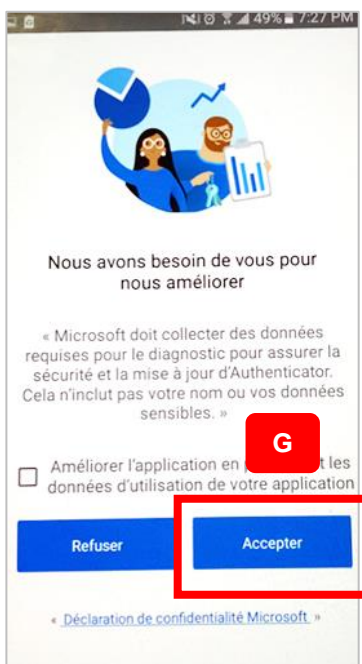 49% 7:27 PM
Nous avons besoin de vous pour
nous améliorer
« Microsoft doit collecter des données
requises pour le diagnostic pour assurer la
sécurité et la mise à jour d'Authenticator.
Cela n'inclut pas votre nom ou vos données
sensibles. »
G
Améliorer l'application en t les
données d'utilisation de votre application
Refuser
Accepter
« Déclaration de confidentialité Microsoft »